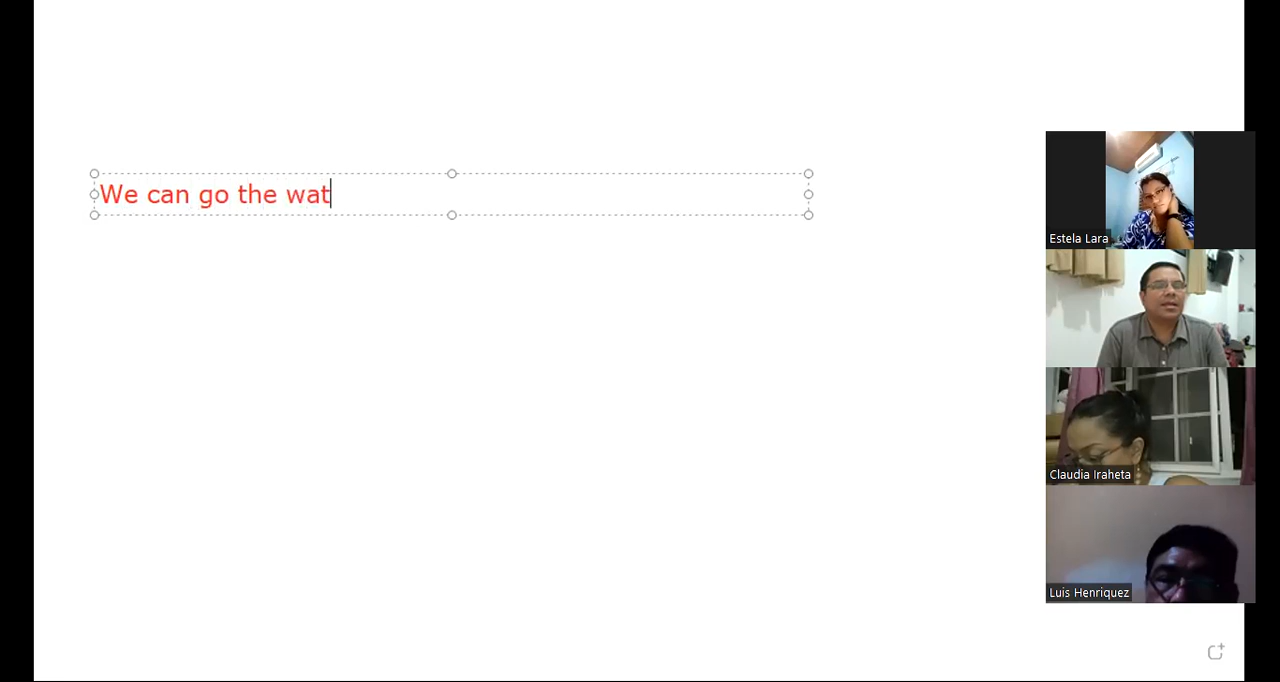 We can go the wat
Estela Lara
Claudia Iraheta
Luis Henriquez